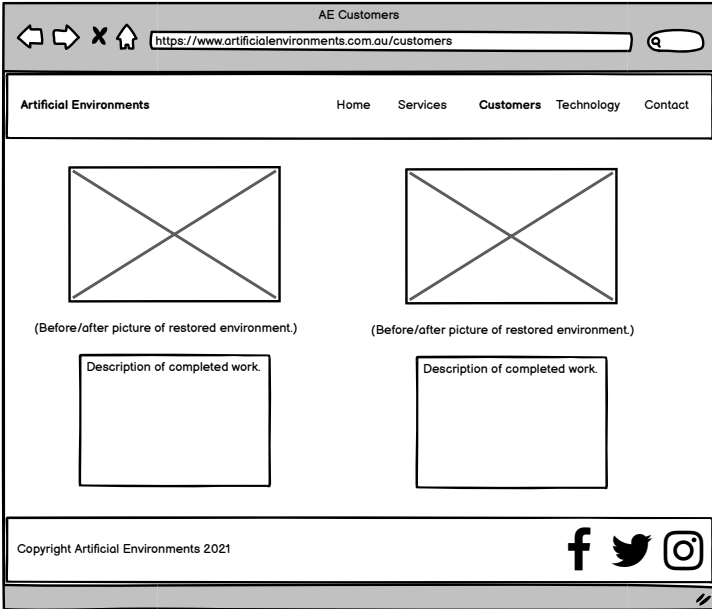 AE Customers
https://www.artificialenvironments.com.au/customers
Artificial Environments Home Services Customers Technology Contact
(Before/after picture of restored environment.) (Before/after picture of restored environment.)
Description of completed work. Description of completed work.
Copyright Artificial Environments 2021